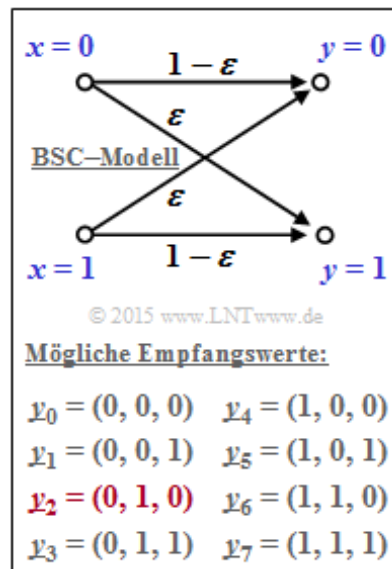 x = 0 y = 0
1 − ε
ε
BSC–Modell
ε
1 − ε
x = 1 y = 1
© 2015 www.LNTwww.de
Mögliche Empfangswerte:
y₀ = (0, 0, 0) y₄ = (1, 0, 0)
y₁ = (0, 0, 1) y₅ = (1, 0, 1)
y₂ = (0, 1, 0) y₆ = (1, 1, 0)
y₃ = (0, 1, 1) y₇ = (1, 1, 1)